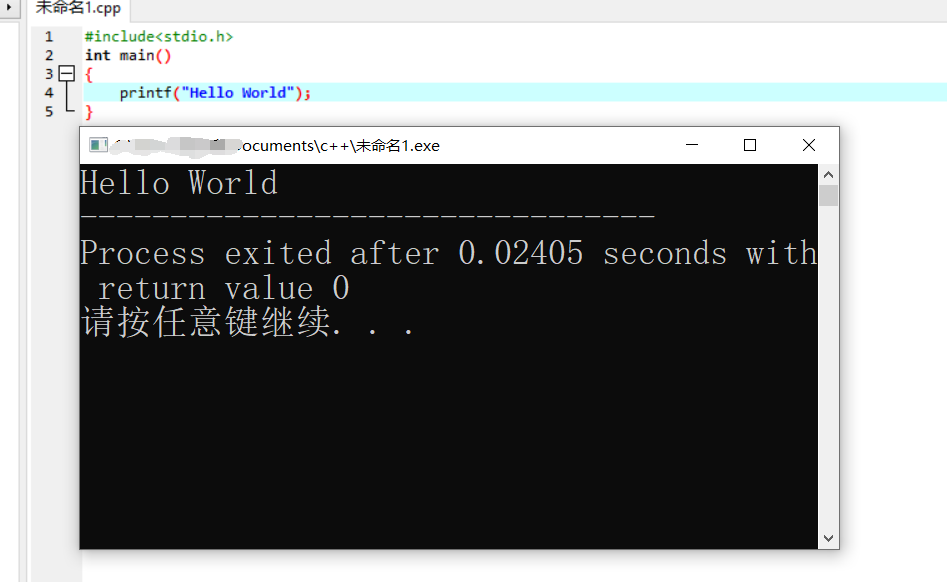 未命名1.cpp
1 #include<stdio.h>
2 int main()
3 {
4 printf("Hello World");
5 }
ocuments\c++\未命名1.exe
Hello World
--------------------------------
Process exited after 0.02405 seconds with
return value 0
请按任意键继续. . .